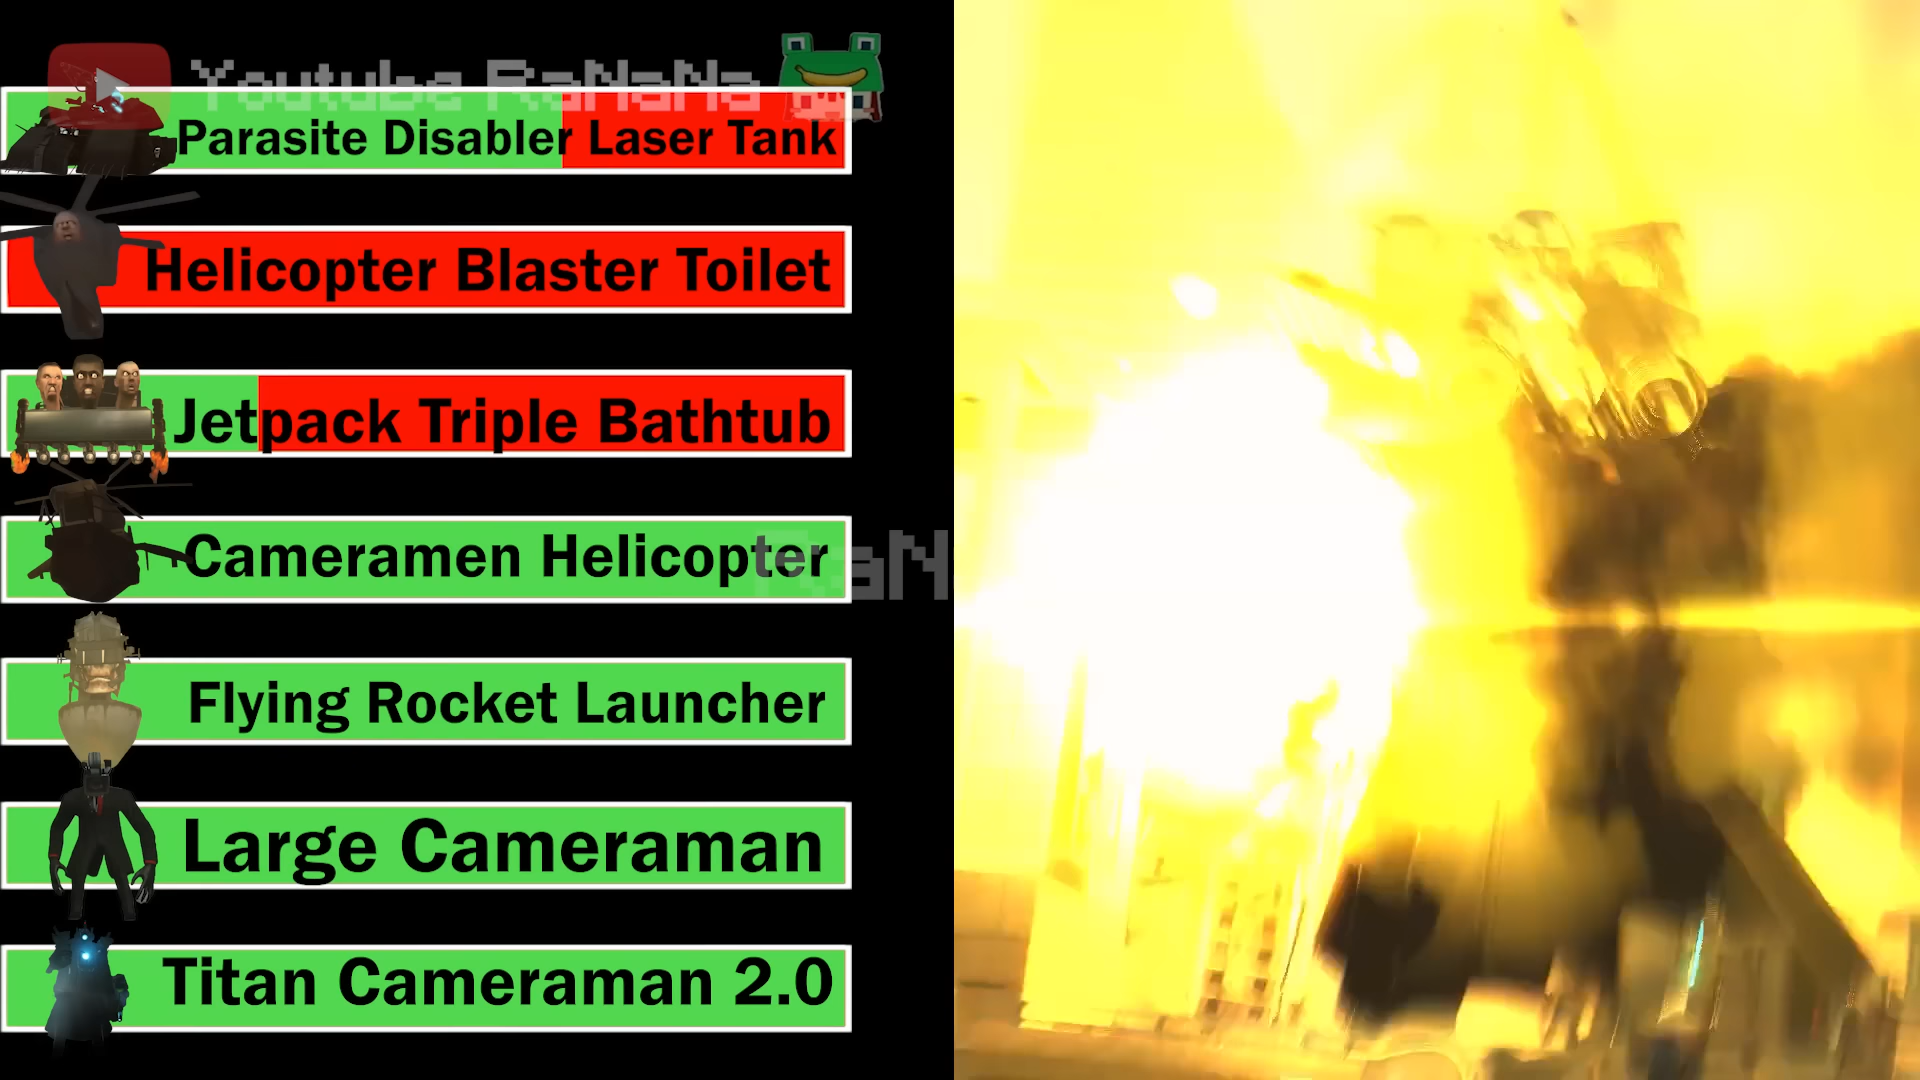 Youtube RaNaNa
Parasite Disabler Laser Tank
Helicopter Blaster Toilet
Jetpack Triple Bathtub
Cameramen Helicopter
RaN
Flying Rocket Launcher
Large Cameraman
Titan Cameraman 2.0